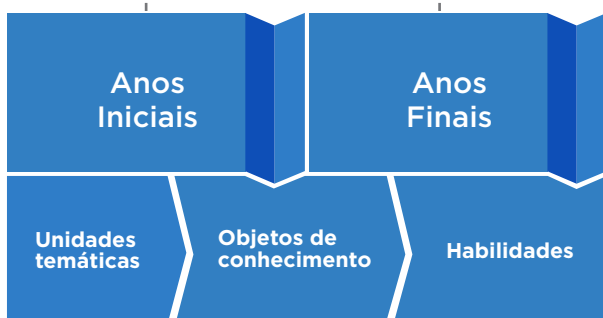 Anos
Iniciais
Anos
Finais
Unidades
temáticas
Objetos de
conhecimento
Habilidades